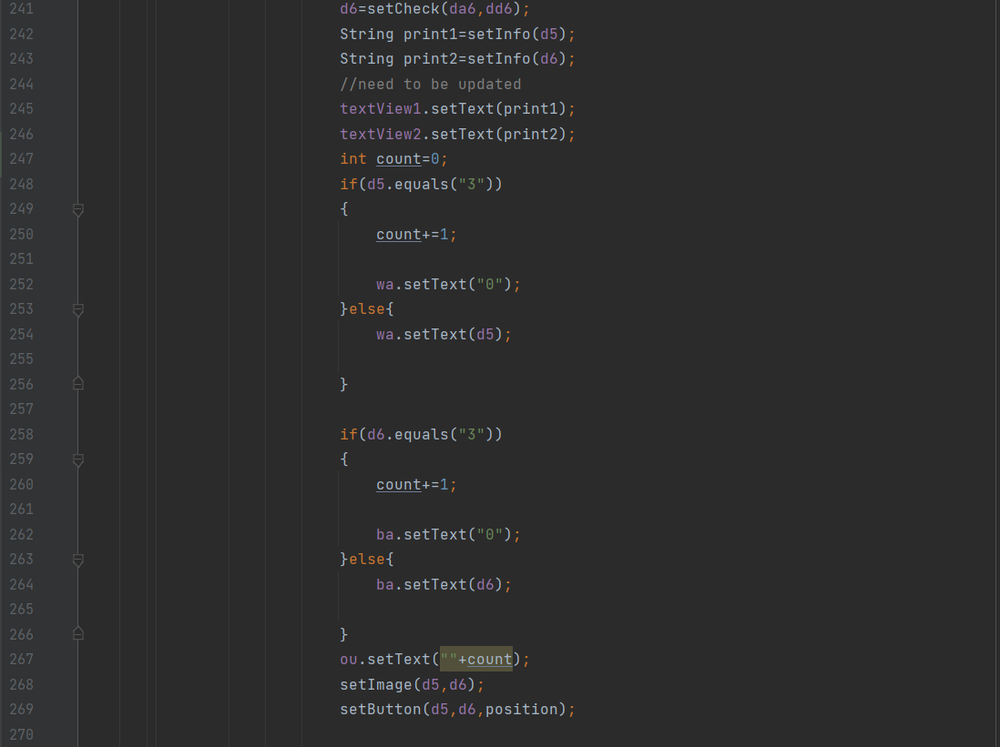 241 d6=setCheck(da6,dd6);
242 String print1=setInfo(d5);
243 String print2=setInfo(d6);
244 //need to be updated
245 textView1.setText(print1);
246 textView2.setText(print2);
247 int count=0;
248 if(d5.equals("3"))
249 {
250 count+=1;
251
252 wa.setText("0");
253 }else{
254 wa.setText(d5);
255
256 }
257
258 if(d6.equals("3"))
259 {
260 count+=1;
261
262 ba.setText("0");
263 }else{
264 ba.setText(d6);
265
266 }
267 ou.setText(""+count);
268 setImage(d5,d6);
269 setButton(d5,d6,position);
270